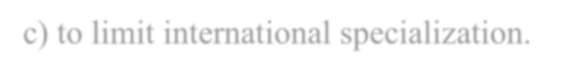 c) to limit international specialization.